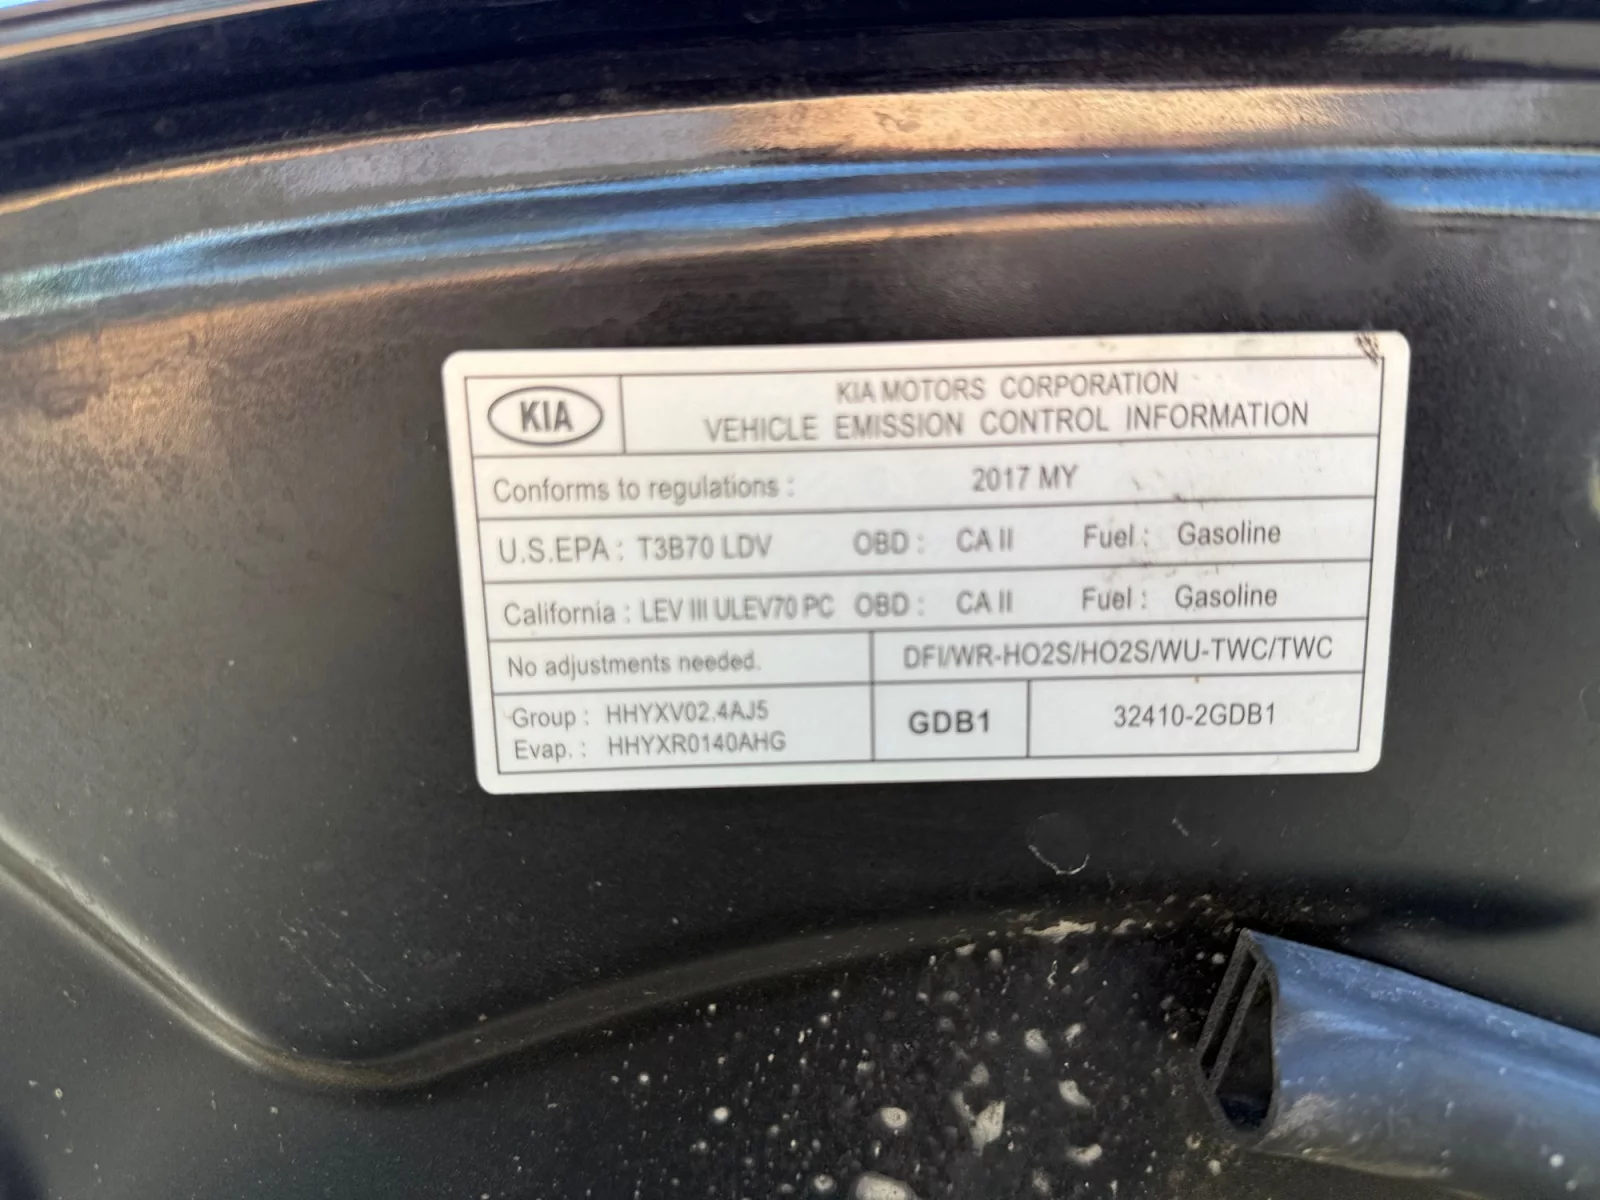 KIA
KIA MOTORS CORPORATION
VEHICLE EMISSION CONTROL INFORMATION
Conforms to regulations : 2017 MY
U.S.EPA : T3B70 LDV OBD : CA II Fuel : Gasoline
California : LEV III ULEV70 PC OBD : CA II Fuel : Gasoline
No adjustments needed. DFI/WR-HO2S/HO2S/WU-TWC/TWC
Group : HHYXV02.4AJ5
Evap. : HHYXR0140AHG
GDB1
32410-2GDB1